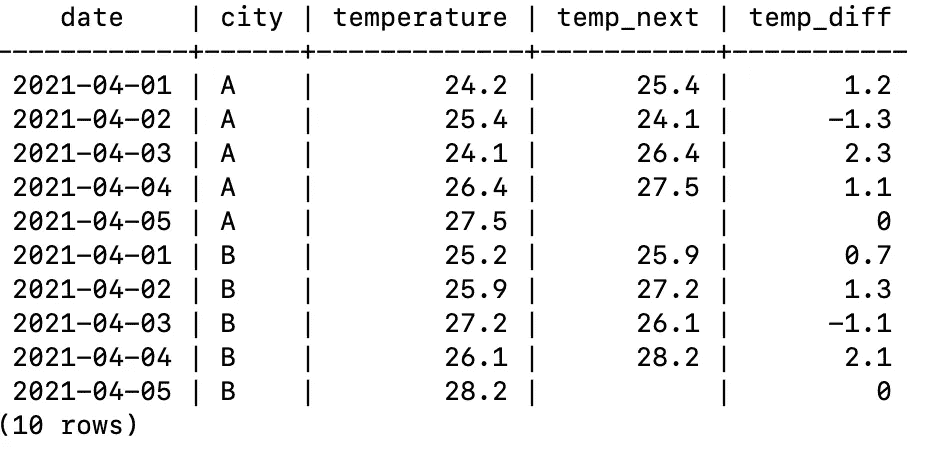 date    | city | temperature | temp_next | temp_diff
------------+------+-------------+-----------+-----------
 2021-04-01 | A    |        24.2 |      25.4 |       1.2
 2021-04-02 | A    |        25.4 |      24.1 |      -1.3
 2021-04-03 | A    |        24.1 |      26.4 |       2.3
 2021-04-04 | A    |        26.4 |      27.5 |       1.1
 2021-04-05 | A    |        27.5 |           |         0
 2021-04-01 | B    |        25.2 |      25.9 |       0.7
 2021-04-02 | B    |        25.9 |      27.2 |       1.3
 2021-04-03 | B    |        27.2 |      26.1 |      -1.1
 2021-04-04 | B    |        26.1 |      28.2 |       2.1
 2021-04-05 | B    |        28.2 |           |         0
(10 rows)